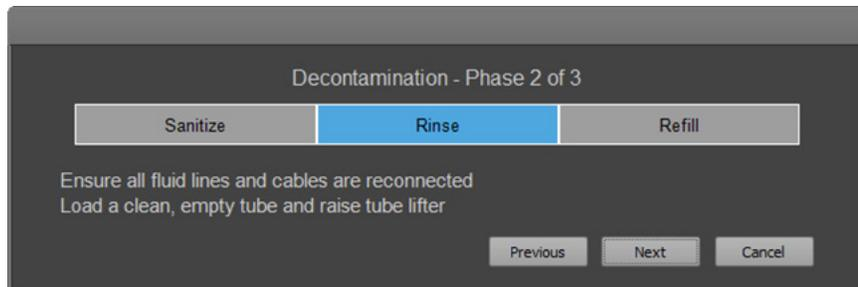 Decontamination - Phase 2 of 3
Sanitize Rinse Refill
Ensure all fluid lines and cables are reconnected
Load a clean, empty tube and raise tube lifter
Previous Next Cancel